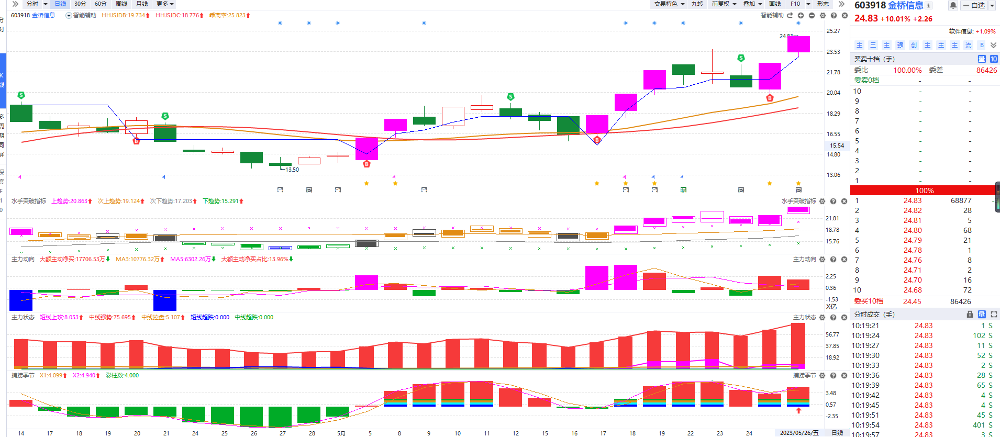 分时 日线 30分 60分 周线 月线 更多
交易特色 九转 前复权 叠加 画线 F10 形态
603918 金桥信息 智能辅助 HHJSJDB:19.734 HHJSJDC:18.776 乖离率:25.823
智能辅助
25.27
23.53
21.78
20.04
18.29
16.55
15.54
14.80
13.06
13.50
水手突破指标 上趋势:20.863 次上趋势:19.124 次下趋势:17.203 下趋势:15.291
水手突破指标
21.81
18.78
15.76
主力动向 大额主动净买:17706.53万 MA3:10776.32万 MA5:6302.26万 大额主动净买占比:13.96%
主力动向
2.25
0.36
-1.53
X亿
主力状态 短线上攻:8.053 中线强势:75.695 中线控盘:5.107 短线超跌:0.000 中线超跌:0.000
主力状态
56.77
37.85
18.92
捕捞季节 X1:4.099 X2:4.940 彩柱数:4.000
捕捞季节
3.48
0.57
-2.35
14 17 18 19 20 21 24 25 26 27 28 5月 5 8 9 10 11 12 15 16 17 18 19 22 23 24 2023/05/26/五 日线
603918 金桥信息
自选
24.83 +10.01% +2.26
软件信息: +1.09%
主 三 主 强 创 主 主 主 流 B
买卖十档 (手) 量 10
委比 100.00% 委差 86426
委卖0档 - -
10 - -
9 - -
8 - -
7 - -
6 - -
5 - -
4 - -
3 - -
2 - -
1 - -
100%
1 24.83 68877
2 24.82 28
3 24.81 5
4 24.80 68
5 24.79 21
6 24.78 1
7 24.76 8
8 24.71 2
9 24.70 16
10 24.68 72
委买10档 24.45 86426
分时成交 (手) 量
10:19:21 24.83 1 S
10:19:24 24.83 102 S
10:19:27 24.83 11 S
10:19:30 24.83 52 S
10:19:33 24.83 2 S
10:19:36 24.83 28 S
10:19:39 24.83 65 S
10:19:42 24.83 4 S
10:19:45 24.83 4 S
10:19:51 24.83 45 S
10:19:54 24.83 401 S
10:19:57 24.83 3 S